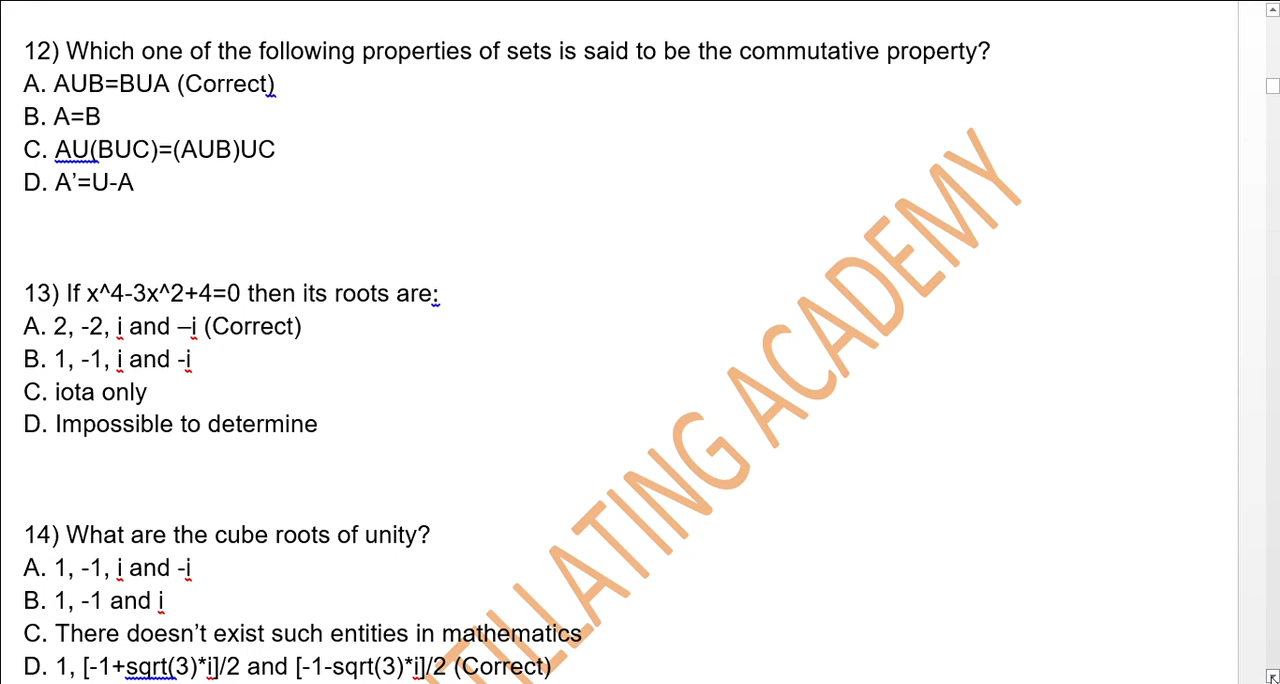 12) Which one of the following properties of sets is said to be the commutative property?
A. AUB=BUA (Correct)
B. A=B
C. AU(BUC)=(AUB)UC
D. A’=U-A
13) If x^4-3x^2+4=0 then its roots are:
A. 2, -2, i and –i (Correct)
B. 1, -1, i and -i
C. iota only
D. Impossible to determine
14) What are the cube roots of unity?
A. 1, -1, i and -i
B. 1, -1 and i
C. There doesn’t exist such entities in mathematics
D. 1, [-1+sqrt(3)*i]/2 and [-1-sqrt(3)*i]/2 (Correct)
TILLATING ACADEMY